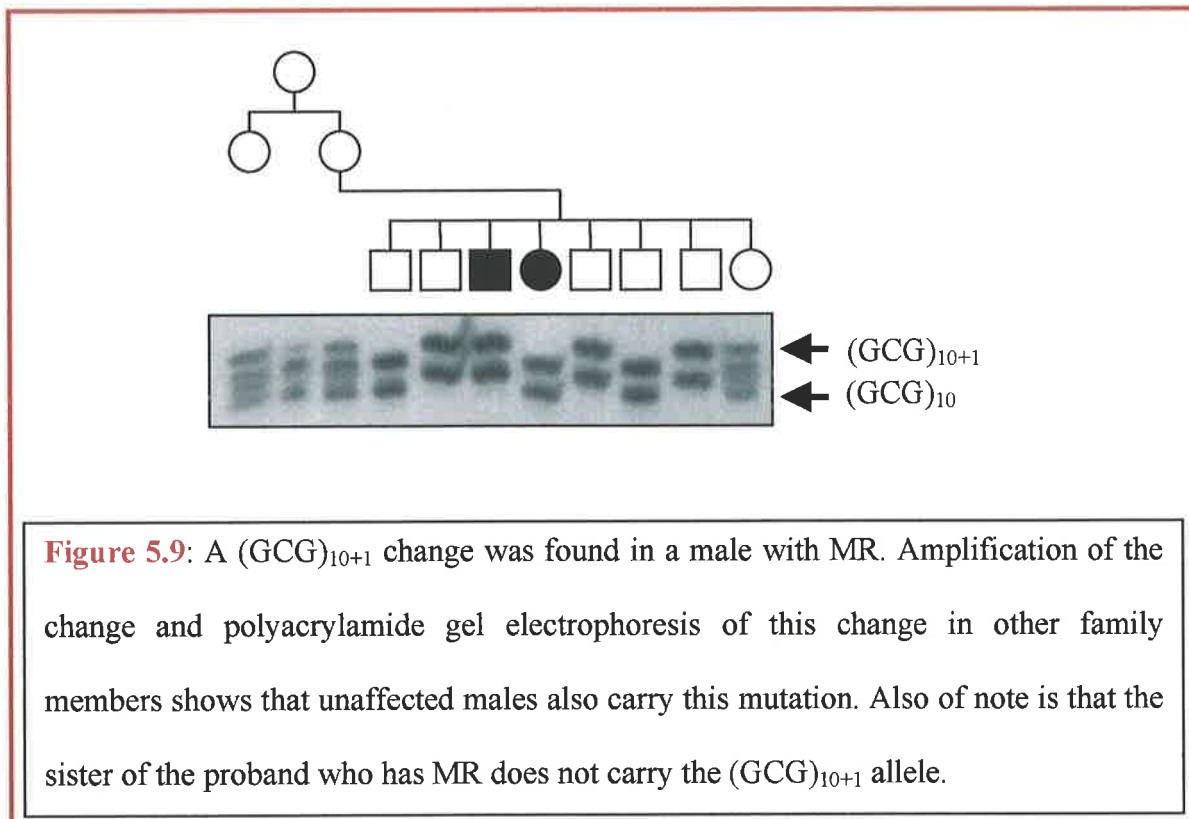 (GCG)10+1
(GCG)10
Figure 5.9: A (GCG)10+1 change was found in a male with MR. Amplification of the
change and polyacrylamide gel electrophoresis of this change in other family
members shows that unaffected males also carry this mutation. Also of note is that the
sister of the proband who has MR does not carry the (GCG)10+1 allele.